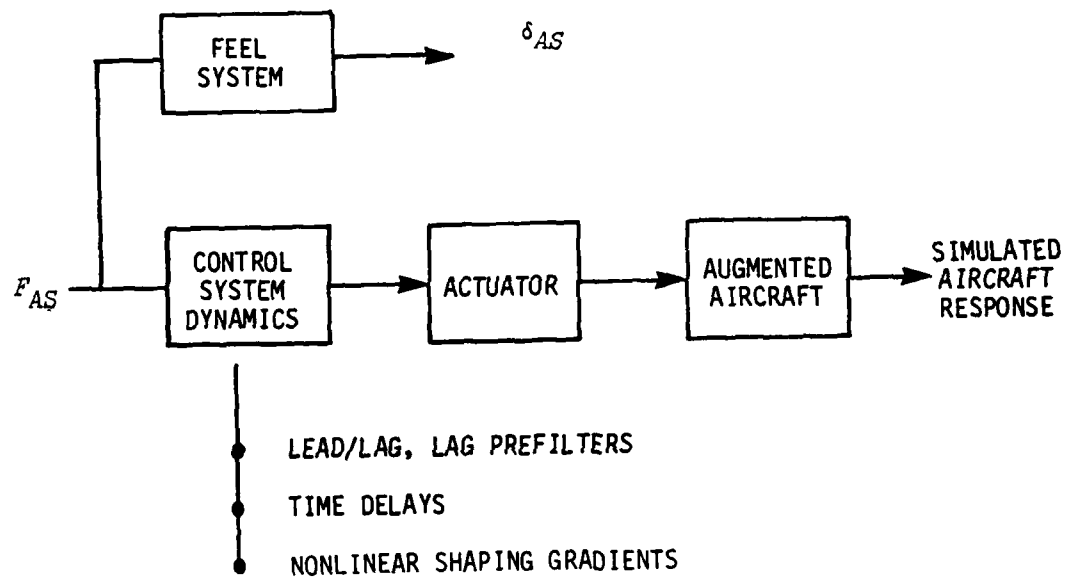 FEEL
SYSTEM
δAS
FAS
CONTROL
SYSTEM
DYNAMICS
ACTUATOR
AUGMENTED
AIRCRAFT
SIMULATED
AIRCRAFT
RESPONSE
LEAD/LAG, LAG PREFILTERS
TIME DELAYS
NONLINEAR SHAPING GRADIENTS